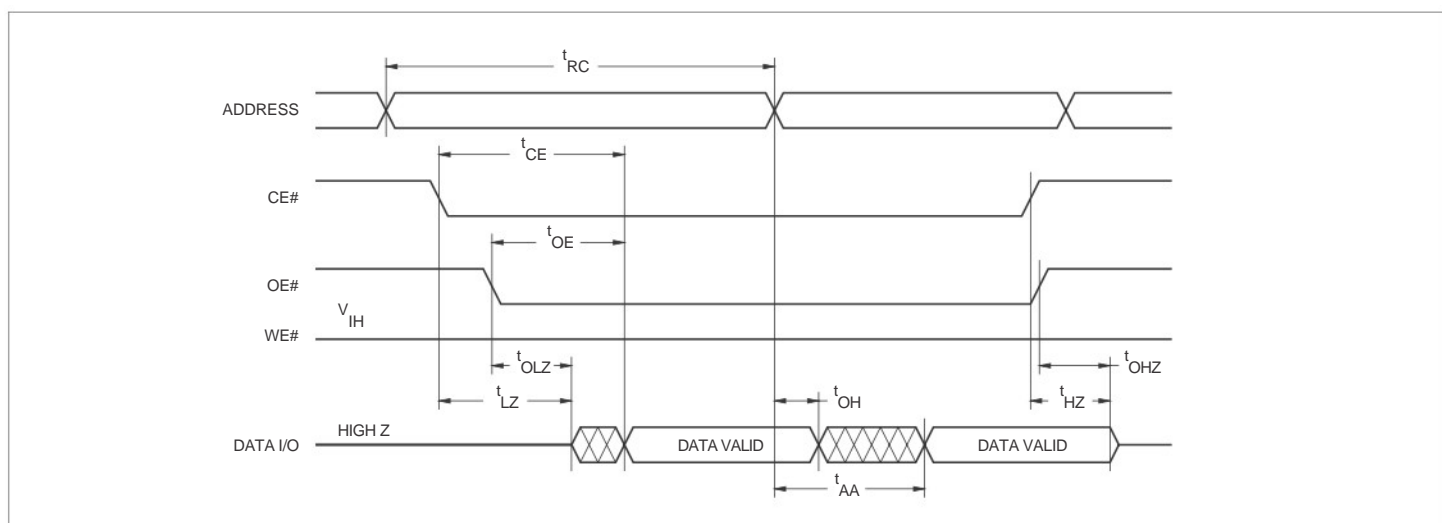 tRC
ADDRESS
tCE
CE#
tOE
OE#
VIH
WE#
tOLZ
tOHZ
tLZ
tOH
tHZ
HIGH Z
DATA I/O
DATA VALID
DATA VALID
tAA